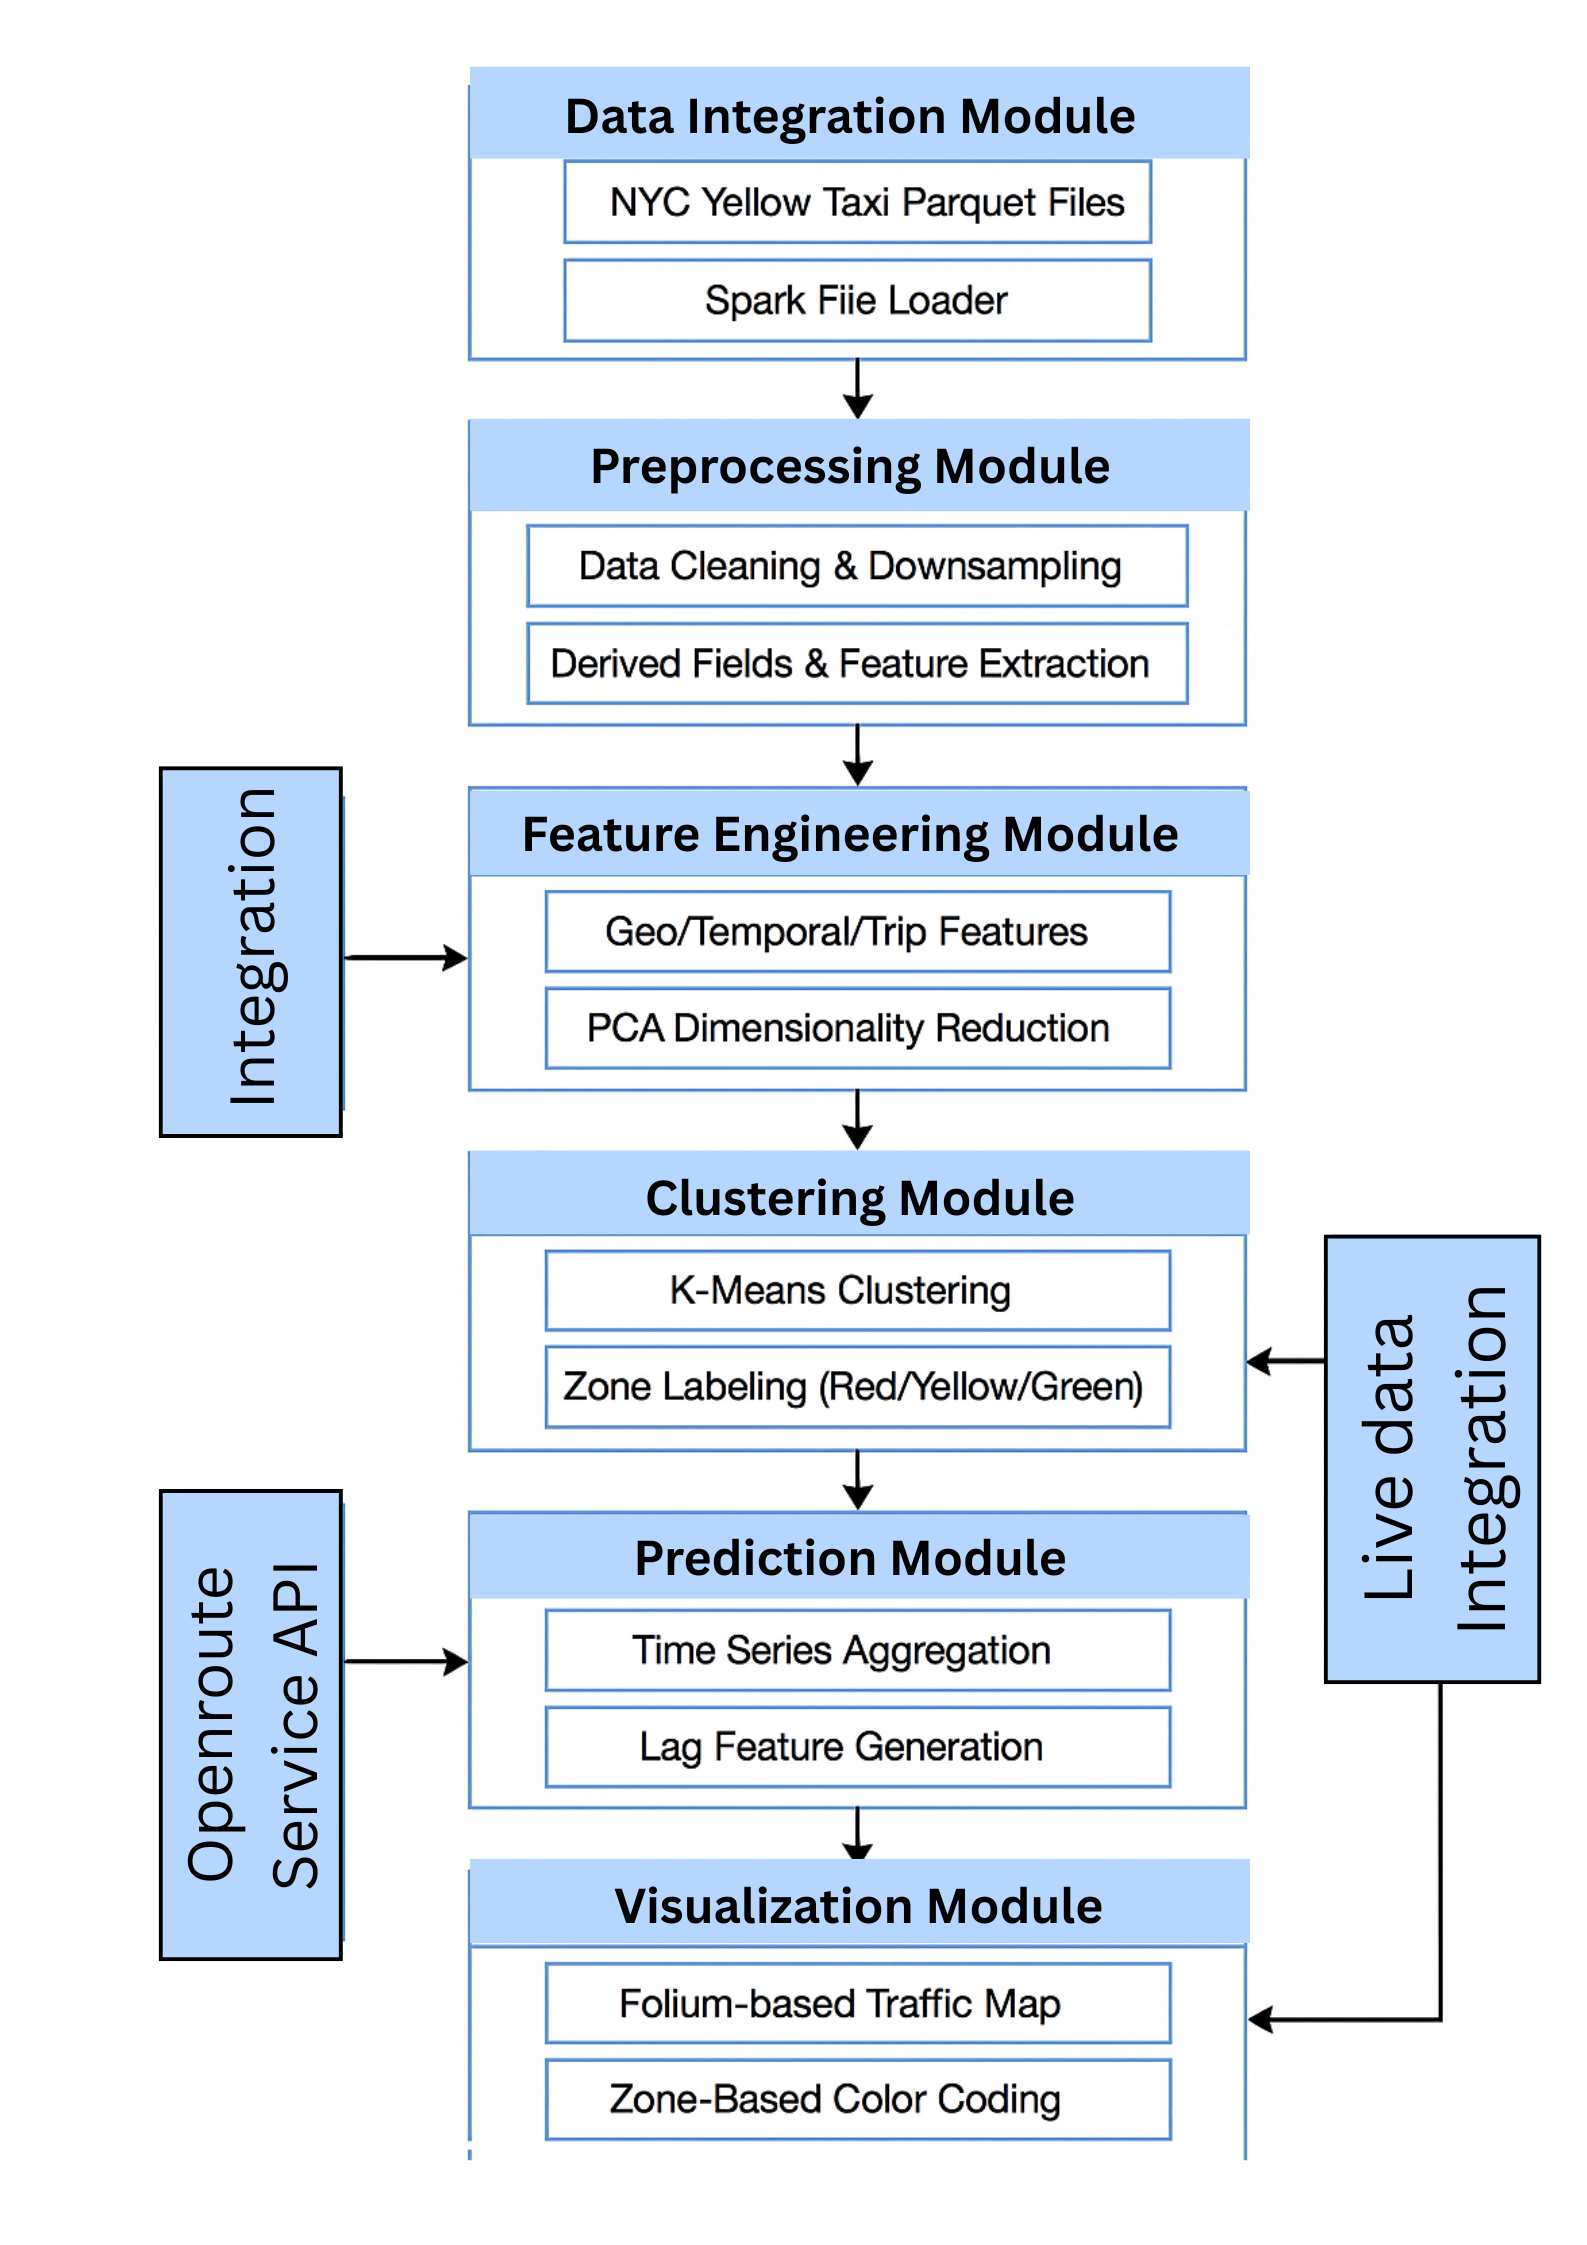 Data Integration Module
NYC Yellow Taxi Parquet Files
Spark Fiie Loader
Preprocessing Module
Data Cleaning & Downsampling
Derived Fields & Feature Extraction
Integration
Feature Engineering Module
Geo/Temporal/Trip Features
PCA Dimensionality Reduction
Clustering Module
K-Means Clustering
Zone Labeling (Red/Yellow/Green)
Live data
Integration
Openroute
Service API
Prediction Module
Time Series Aggregation
Lag Feature Generation
Visualization Module
Folium-based Traffic Map
Zone-Based Color Coding